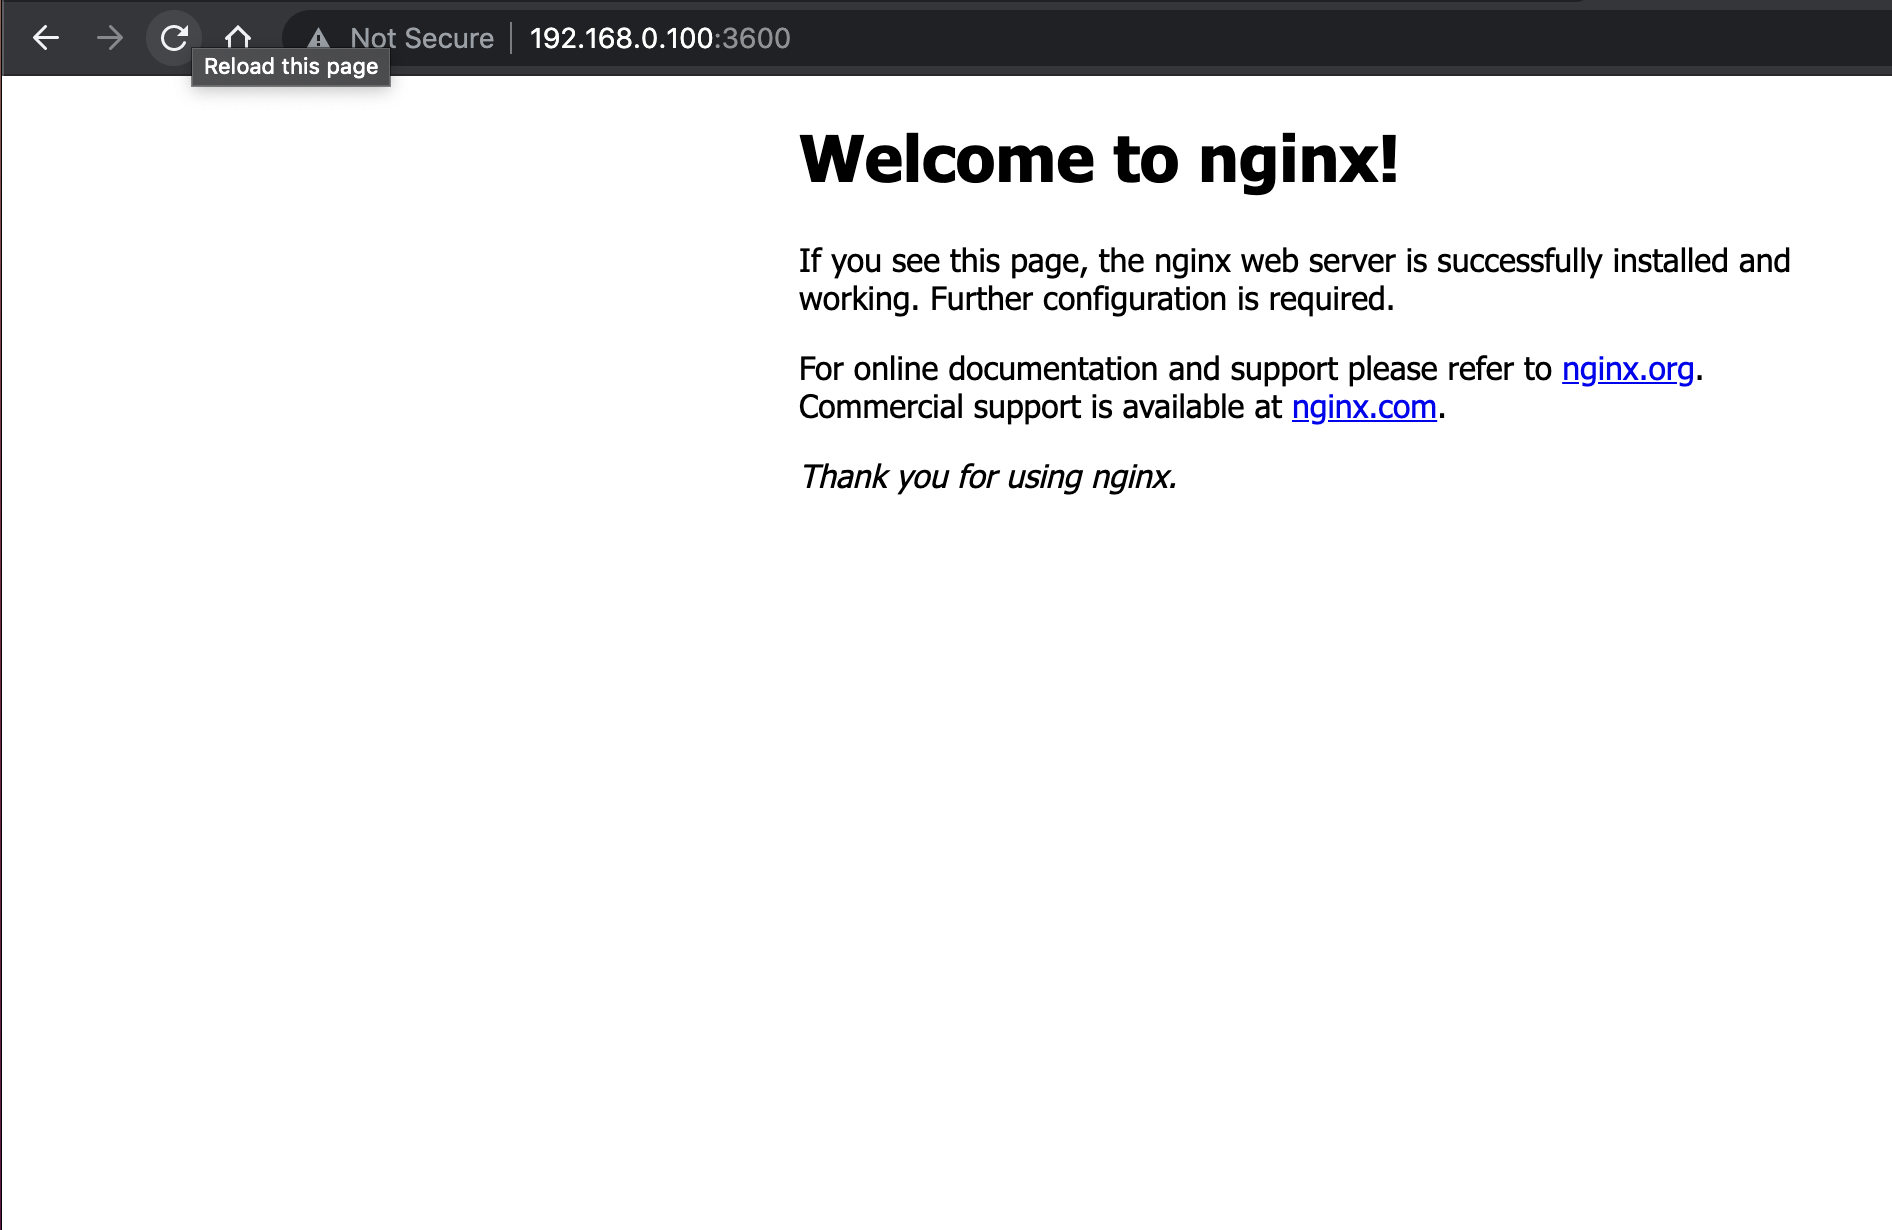 Not Secure 192.168.0.100:3600
Reload this page
Welcome to nginx!
If you see this page, the nginx web server is successfully installed and
working. Further configuration is required.
For online documentation and support please refer to nginx.org.
Commercial support is available at nginx.com.
Thank you for using nginx.